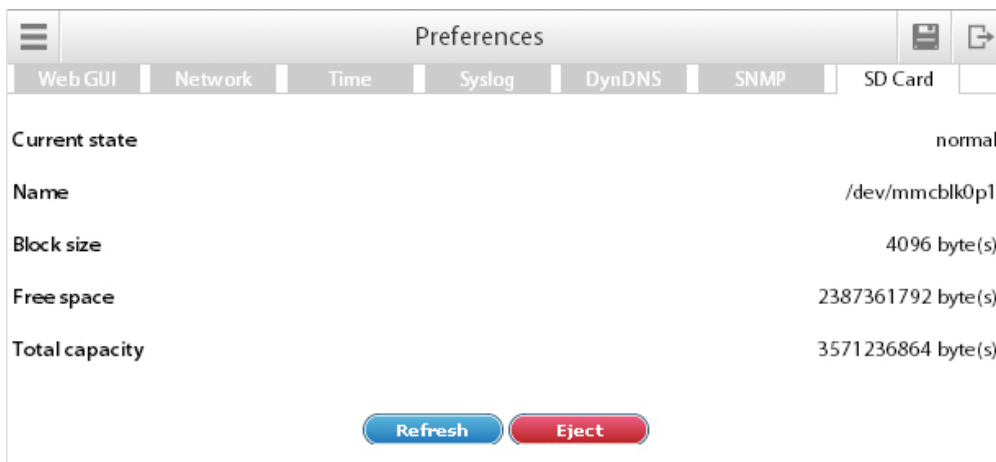 Preferences
Web GUI Network Time Syslog DynDNS SNMP SD Card
Current state normal
Name /dev/mmcblk0p1
Block size 4096 byte(s)
Free space 2387361792 byte(s)
Total capacity 3571236864 byte(s)
Refresh Eject